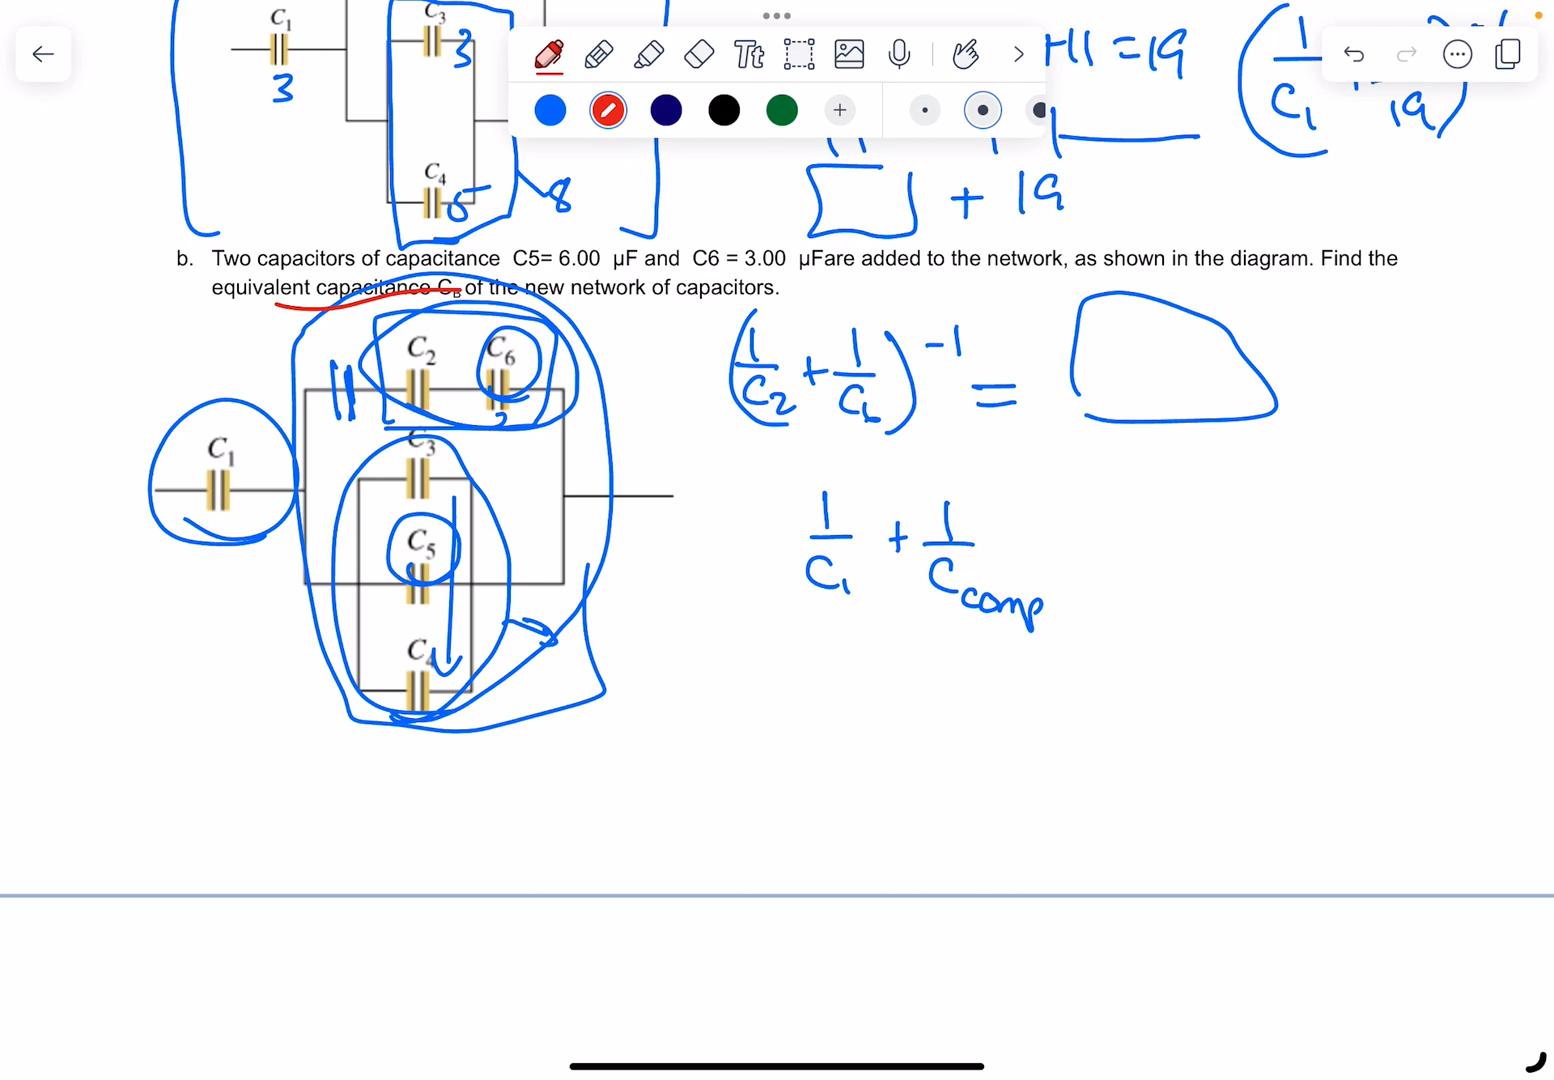 C1
3
C3
3
C4
5
8
Tt
+11 = 19
1
C1
19
+ 19
b. Two capacitors of capacitance C5= 6.00 µF and C6 = 3.00 µFare added to the network, as shown in the diagram. Find the
equivalent capacitance CB of the new network of capacitors.
C2 C6
C3
C1
C5
C4
(1/C2 + 1/C6)-1 =
1/C1 + 1/Ccomp